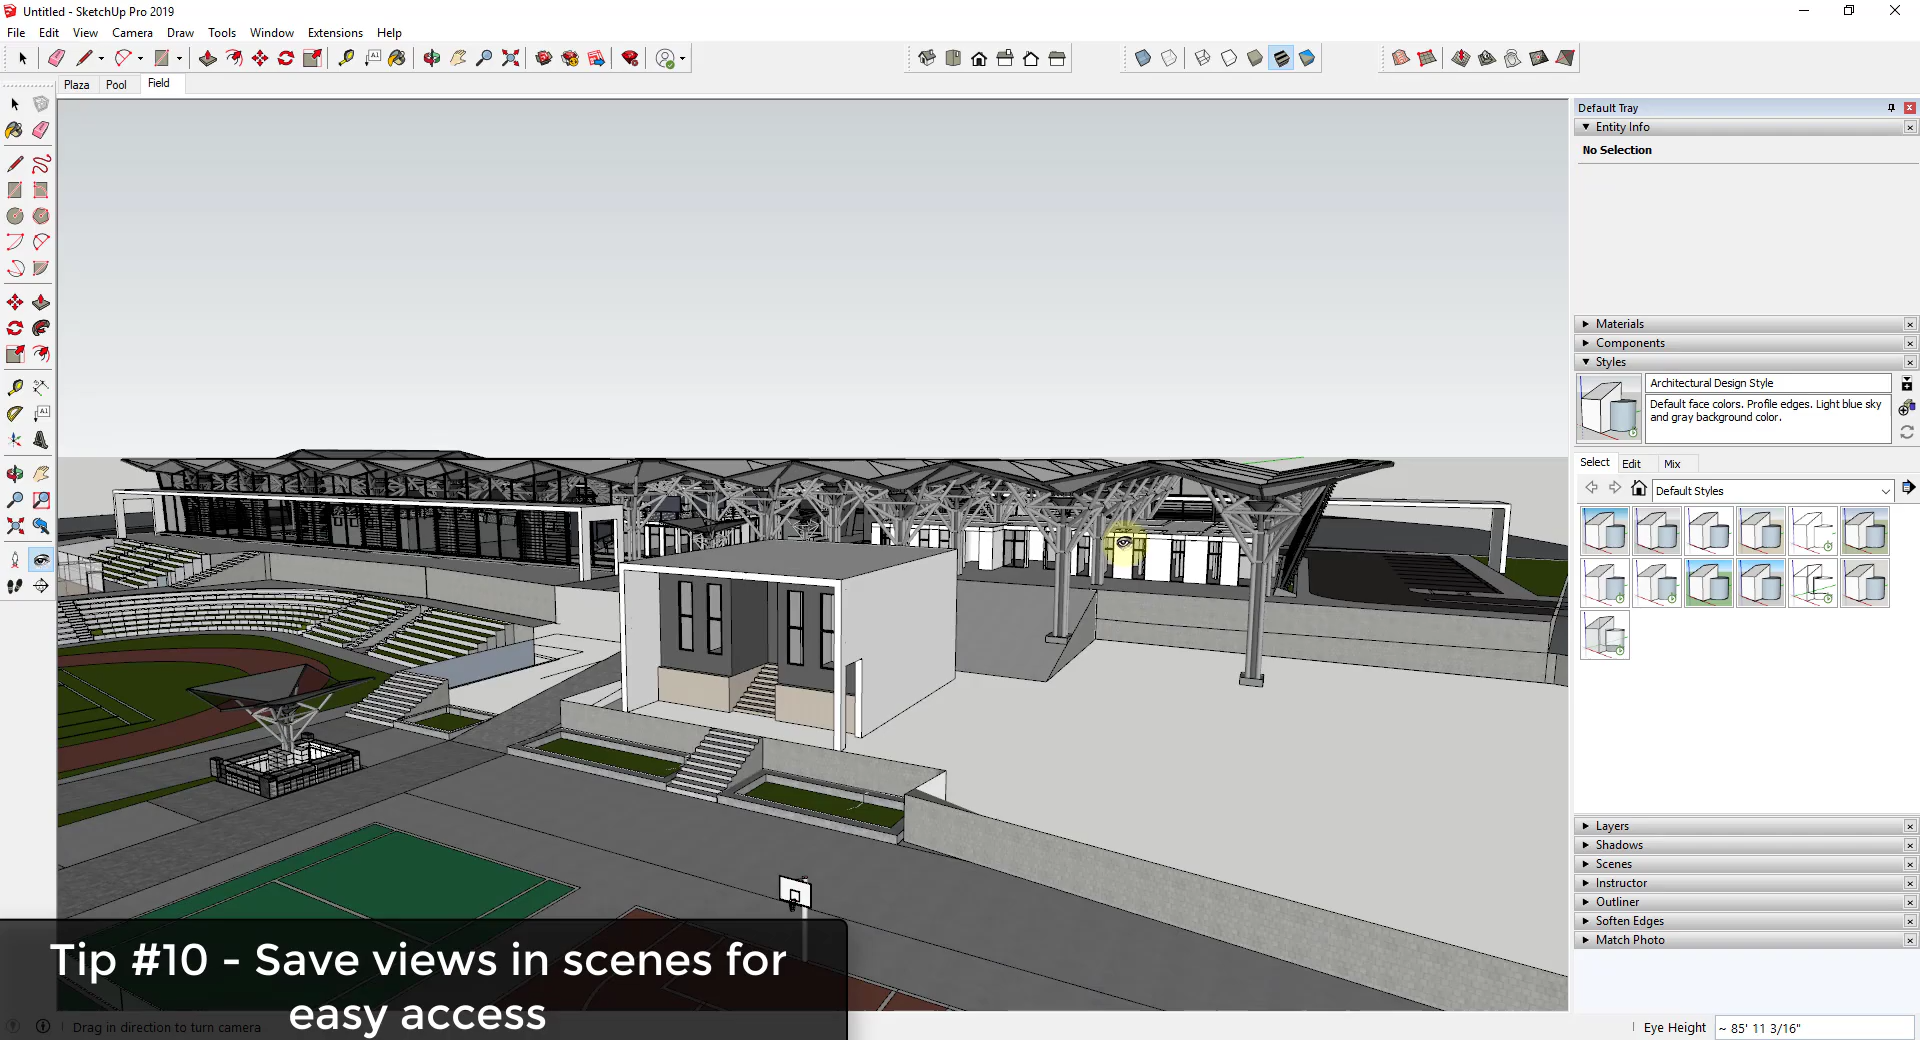 Untitled - SketchUp Pro 2019
File Edit View Camera Draw Tools Window Extensions Help
Plaza Pool Field
Default Tray
Entity Info
No Selection
Materials
Components
Styles
Architectural Design Style
Default face colors. Profile edges. Light blue sky
and gray background color.
Select Edit Mix
Default Styles
Layers
Shadows
Scenes
Instructor
Outliner
Soften Edges
Match Photo
Tip #10 - Save views in scenes for
easy access
Drag in direction to turn camera
Eye Height ~ 85' 11 3/16"